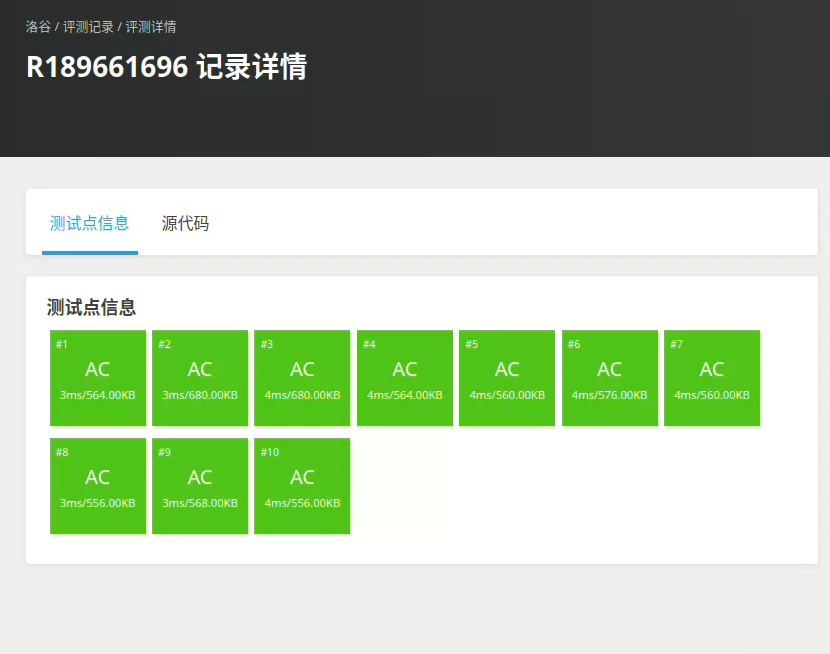 洛谷 / 评测记录 / 评测详情
R189661696 记录详情
测试点信息 源代码
测试点信息
#1 #2 #3 #4 #5 #6 #7
AC AC AC AC AC AC AC
3ms/564.00KB 3ms/680.00KB 4ms/680.00KB 4ms/564.00KB 4ms/560.00KB 4ms/576.00KB 4ms/560.00KB
#8 #9 #10
AC AC AC
3ms/556.00KB 3ms/568.00KB 4ms/556.00KB